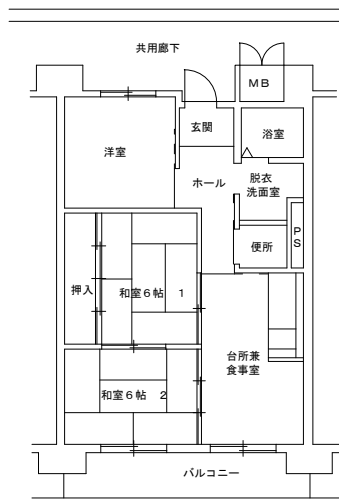 共用廊下
MB
玄関
浴室
洋室
ホール
脱衣
洗面室
PS
便所
押入
和室6帖 1
台所兼
食事室
和室6帖 2
バルコニー